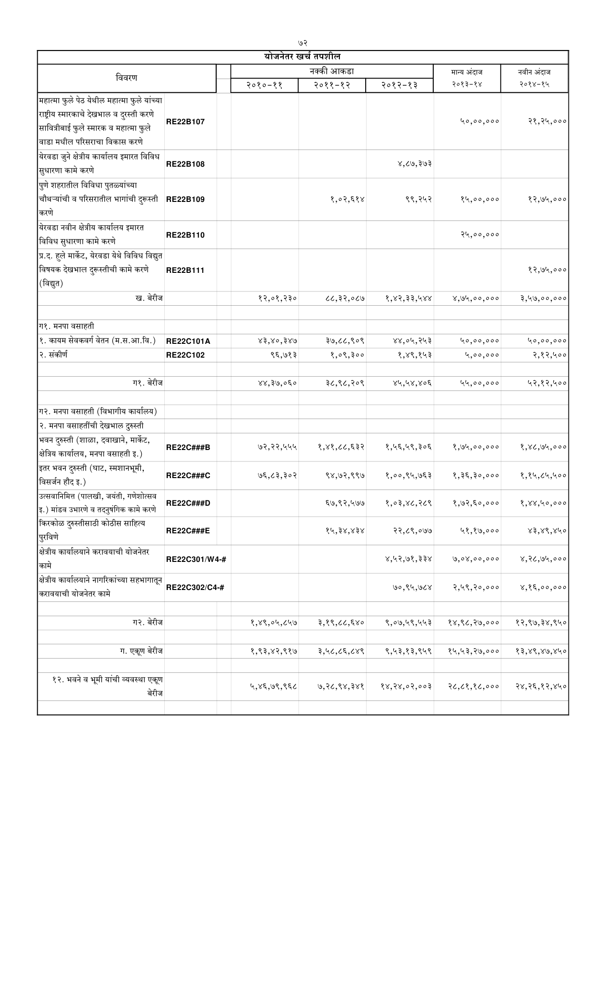 ७२
योजनेतर खर्च तपशील
विवरण नक्की आकडा मान्य अंदाज नवीन अंदाज
२०१०-११ २०११-१२ २०१२-१३ २०१३-१४ २०१४-१५
महात्मा फुले पेठ येथील महात्मा फुले यांच्या
राष्ट्रीय स्मारकाचे देखभाल व दुरस्ती करणे
सावित्रीबाई फुले स्मारक व महात्मा फुले
वाडा मधील परिसराचा विकास करणे
RE22B107 ५०,००,००० २१,२५,०००
येरवडा जुने क्षेत्रीय कार्यालय इमारत विविध
सुधारणा कामे करणे
RE22B108 ४,८७,३७३
पुणे शहरातील विविधा पुतळ्यांच्या
चौथऱ्यांची व परिसरातील भागांची दुरूस्ती
करणे
RE22B109 १,०२,६१४ ९९,२५२ १५,००,००० १२,७५,०००
येरवडा नवीन क्षेत्रीय कार्यालय इमारत
विविध सुधारणा कामे करणे
RE22B110 २५,००,०००
प्र.द. हुले मार्केट, येरवडा येथे विविध विद्युत
विषयक देखभाल दुरूस्तीची कामे करणे
(विद्युत)
RE22B111 १२,७५,०००
ख. बेरीज १२,०१,२३० ८८,३२,०८७ १,४२,३३,५४४ ४,७५,००,००० ३,५७,००,०००
ग१. मनपा वसाहती
१. कायम सेवकवर्ग वेतन (म.स.आ.वि.) RE22C101A ४३,४०,३४७ ३७,८८,९०९ ४४,०५,२५३ ५०,००,००० ५०,००,०००
२. संकीर्ण RE22C102 ९६,७१३ १,०९,३०० १,४९,१५३ ५,००,००० २,१२,५००
ग१. बेरीज ४४,३७,०६० ३८,९८,२०९ ४५,५४,४०६ ५५,००,००० ५२,१२,५००
ग२. मनपा वसाहती (विभागीय कार्यालय)
२. मनपा वसाहतींची देखभाल दुरुस्ती
भवन दुरुस्ती (शाळा, दवाखाने, मार्केट,
क्षेत्रिय कार्यालय, मनपा वसाहती इ.)
RE22C###B ७२,२२,५५५ १,४१,८८,६३२ १,५६,५९,३०६ १,७५,००,००० १,४८,७५,०००
इतर भवन दुरुस्ती (घाट, स्मशानभूमी,
विसर्जन हौद इ.)
RE22C###C ७६,८३,३०२ ९४,७२,९९७ १,००,९५,७६३ १,३६,३०,००० १,१५,८५,५००
उत्सवानिमित्त (पालखी, जयंती, गणेशोत्सव
इ.) मांडव उभारणे व तदनुषंगिक कामे करणे
RE22C###D ६७,९२,५७७ १,०३,४८,२८९ १,७२,६०,००० १,४४,५०,०००
किरकोळ दुरुस्तीसाठी कोठीस साहित्य
पुरविणे
RE22C###E १५,३४,४३४ २२,८९,०७७ ५१,१७,००० ४३,४९,४५०
क्षेत्रीय कार्यालयाने करावयाची योजनेतर
कामे
RE22C301/W4-# ४,५२,७१,३३४ ७,०४,००,००० ४,२८,७५,०००
क्षेत्रीय कार्यालयाने नागरिकांच्या सहभागातून
करावयाची योजनेतर कामे
RE22C302/C4-# ७०,९५,७८४ २,५९,२०,००० ४,१६,००,०००
ग२. बेरीज १,४९,०५,८५७ ३,१९,८८,६४० ९,०७,५९,५५३ १४,९८,२७,००० १२,९७,३४,९५०
ग. एकूण बेरीज १,९३,४२,९१७ ३,५८,८६,८४९ ९,५३,१३,९५९ १५,५३,२७,००० १३,४९,४७,४५०
१२. भवने व भूमी यांची व्यवस्था एकूण
बेरीज
५,४६,७९,९६८ ७,२८,९४,३४१ १४,२४,०२,००३ २८,८१,१८,००० २४,२६,१२,४५०